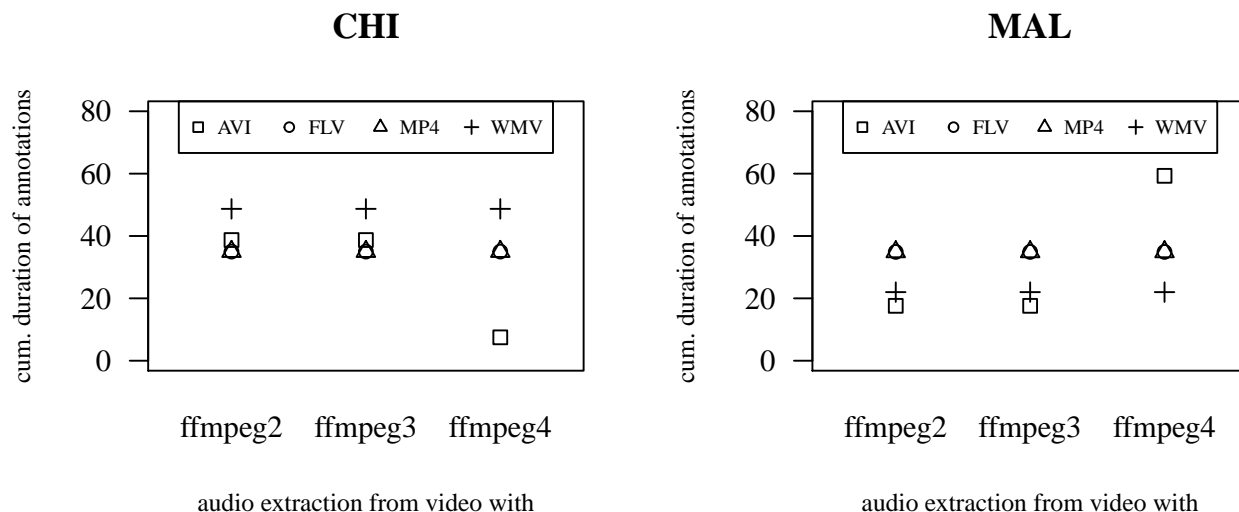 CHI
cum. duration of annotations
80
60
40
20
0
AVI FLV MP4 WMV
ffmpeg2 ffmpeg3 ffmpeg4
audio extraction from video with
MAL
cum. duration of annotations
80
60
40
20
0
AVI FLV MP4 WMV
ffmpeg2 ffmpeg3 ffmpeg4
audio extraction from video with